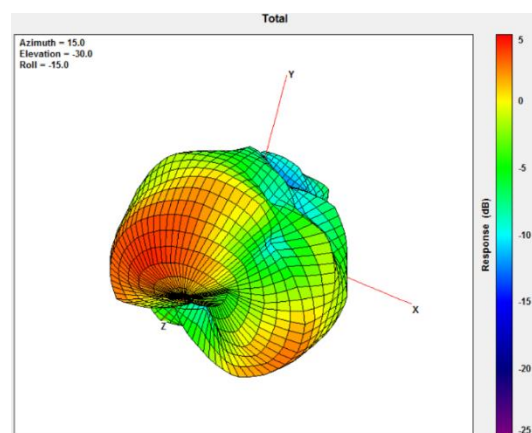 Total
Azimuth = 15.0
Elevation = -30.0
Roll = -15.0
Y
X
Z
5
0
-5
-10
-15
-20
-25
Response (dB)